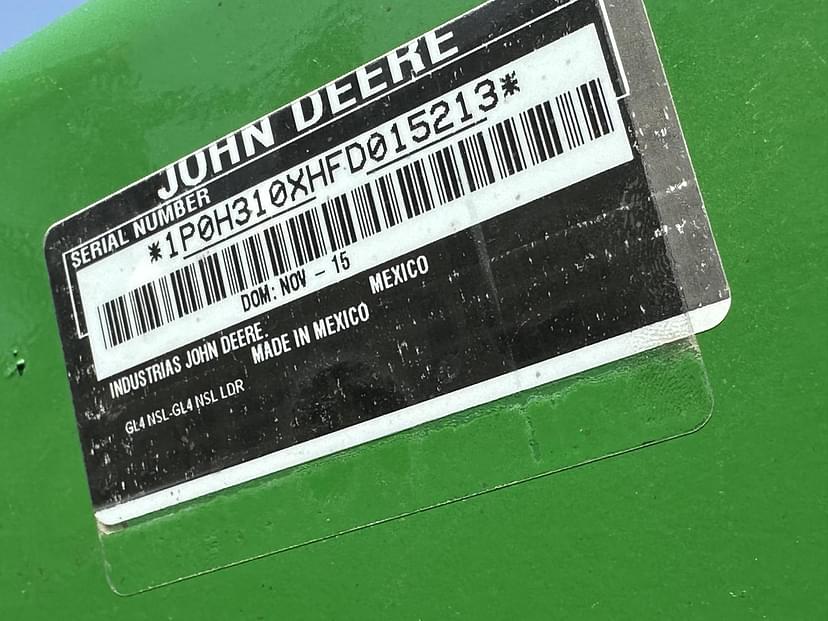 JOHN DEERE
SERIAL NUMBER
*1P0H310XHFD015213*
DOM: NOV - 15
INDUSTRIAS JOHN DEERE. MEXICO
MADE IN MEXICO
GL4 NSL-GL4 NSL LDR